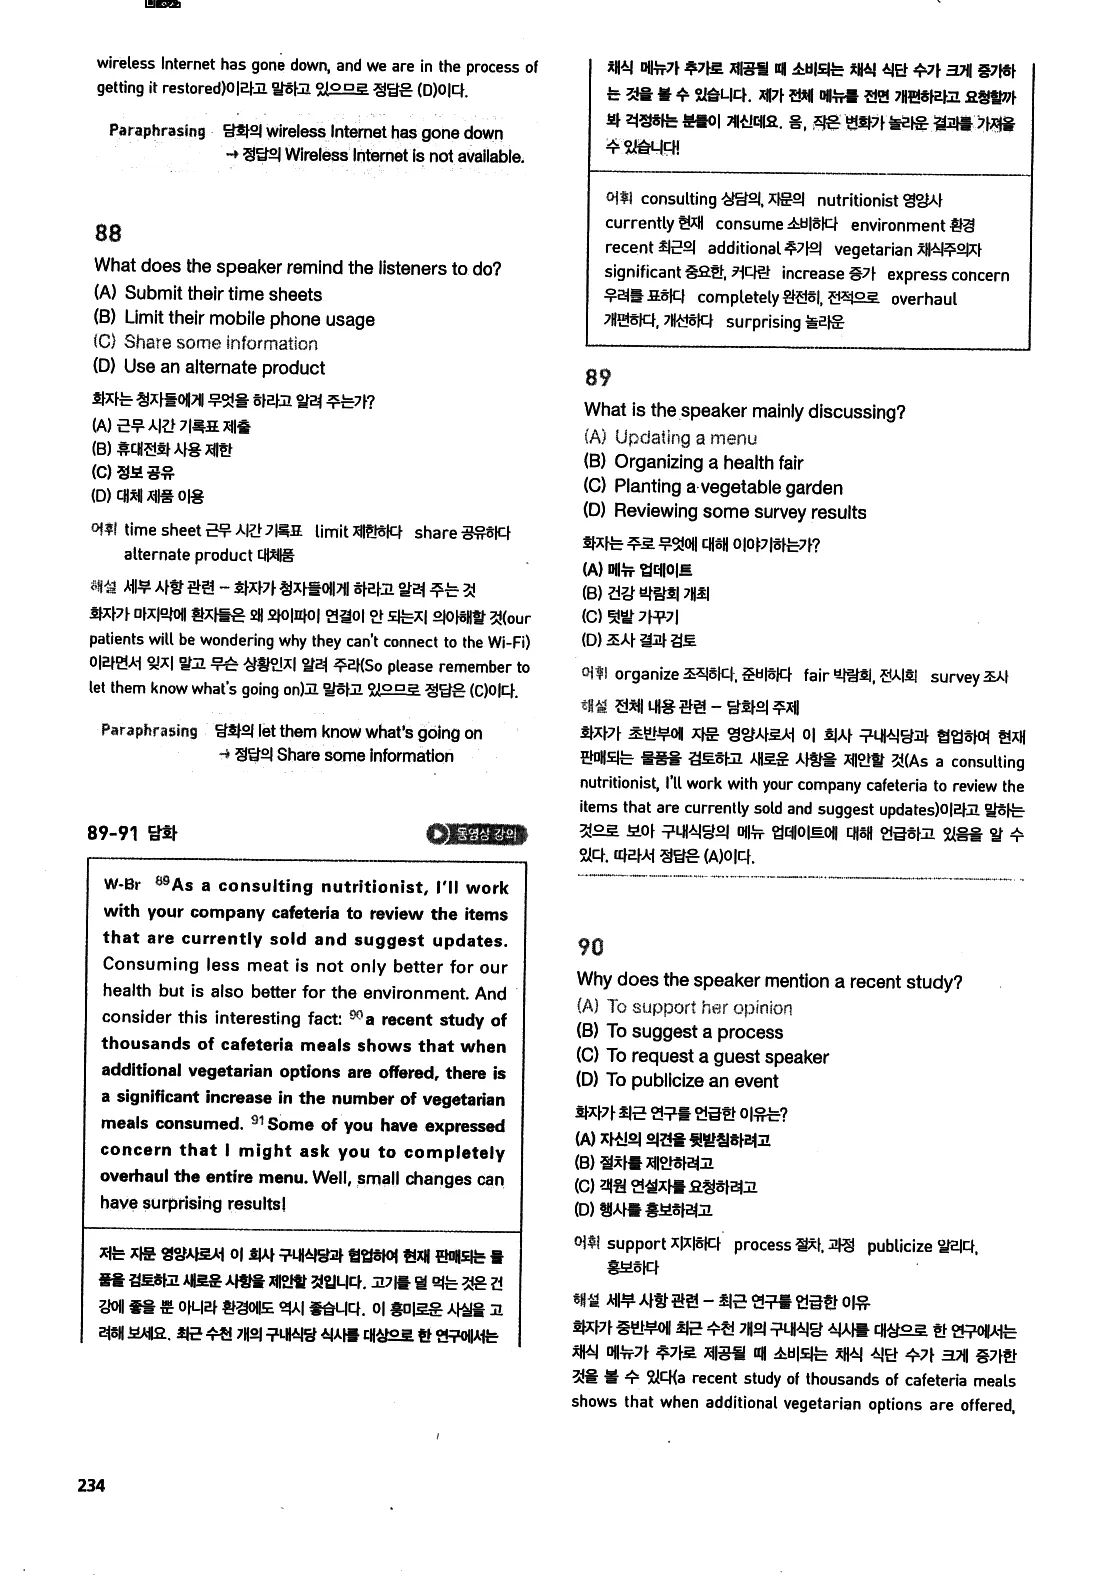 wireless Internet has gone down, and we are in the process of
getting it restored)이라고 말하고 있으므로 정답은 (D)이다.
Paraphrasing 담화의 wireless Internet has gone down
→ 정답의 Wireless Internet is not available.
88
What does the speaker remind the listeners to do?
(A) Submit their time sheets
(B) Limit their mobile phone usage
(C) Share some information
(D) Use an alternate product
화자는 청자들에게 무엇을 하라고 알려 주는가?
(A) 근무 시간 기록표 제출
(B) 휴대전화 사용 제한
(C) 정보 공유
(D) 대체 제품 이용
어휘 time sheet 근무 시간 기록표 limit 제한하다 share 공유하다
alternate product 대체품
해설 세부 사항 관련 – 화자가 청자들에게 하라고 알려 주는 것
화자가 마지막에 환자들은 왜 와이파이 연결이 안 되는지 의아해할 것(our
patients will be wondering why they can't connect to the Wi-Fi)
이라면서 잊지 말고 무슨 상황인지 알려 주라(So please remember to
let them know what's going on)고 말하고 있으므로 정답은 (C)이다.
Paraphrasing 담화의 let them know what's going on
→ 정답의 Share some information
89-91 담화
동영상 강의
W-Br 89As a consulting nutritionist, I'll work
with your company cafeteria to review the items
that are currently sold and suggest updates.
Consuming less meat is not only better for our
health but is also better for the environment. And
consider this interesting fact: 90a recent study of
thousands of cafeteria meals shows that when
additional vegetarian options are offered, there is
a significant increase in the number of vegetarian
meals consumed. 91Some of you have expressed
concern that I might ask you to completely
overhaul the entire menu. Well, small changes can
have surprising results!
저는 자문 영양사로서 이 회사 구내식당과 협업하여 현재 판매되는 물
품을 검토하고 새로운 사항을 제안할 것입니다. 고기를 덜 먹는 것은 건
강에 좋을 뿐 아니라 환경에도 역시 좋습니다. 이 흥미로운 사실을 고
려해 보세요. 최근 수천 개의 구내식당 식사를 대상으로 한 연구에서는
채식 메뉴가 추가로 제공될 때 소비되는 채식 식단 수가 크게 증가하
는 것을 볼 수 있습니다. 제가 전체 메뉴를 전면 개편하라고 요청할까
봐 걱정하는 분들이 계신데요. 음, 작은 변화가 놀라운 결과를 가져올
수 있습니다!
어휘 consulting 상담의, 자문의 nutritionist 영양사
currently 현재 consume 소비하다 environment 환경
recent 최근의 additional 추가의 vegetarian 채식주의자
significant 중요한, 커다란 increase 증가 express concern
우려를 표하다 completely 완전히, 전적으로 overhaul
개편하다, 개선하다 surprising 놀라운
89
What is the speaker mainly discussing?
(A) Updating a menu
(B) Organizing a health fair
(C) Planting a vegetable garden
(D) Reviewing some survey results
화자는 주로 무엇에 대해 이야기하는가?
(A) 메뉴 업데이트
(B) 건강 박람회 개최
(C) 텃밭 가꾸기
(D) 조사 결과 검토
어휘 organize 조직하다, 준비하다 fair 박람회, 전시회 survey 조사
해설 전체 내용 관련 – 담화의 주제
화자가 초반부에 자문 영양사로서 이 회사 구내식당과 협업하여 현재
판매되는 물품을 검토하고 새로운 사항을 제안할 것(As a consulting
nutritionist, I'll work with your company cafeteria to review the
items that are currently sold and suggest updates)이라고 말하는
것으로 보아 구내식당의 메뉴 업데이트에 대해 언급하고 있음을 알 수
있다. 따라서 정답은 (A)이다.
90
Why does the speaker mention a recent study?
(A) To support her opinion
(B) To suggest a process
(C) To request a guest speaker
(D) To publicize an event
화자가 최근 연구를 언급한 이유는?
(A) 자신의 의견을 뒷받침하려고
(B) 절차를 제안하려고
(C) 객원 연설자를 요청하려고
(D) 행사를 홍보하려고
어휘 support 지지하다 process 절차, 과정 publicize 알리다,
홍보하다
해설 세부 사항 관련 – 최근 연구를 언급한 이유
화자가 중반부에 최근 수천 개의 구내식당 식사를 대상으로 한 연구에서는
채식 메뉴가 추가로 제공될 때 소비되는 채식 식단 수가 크게 증가한
것을 볼 수 있다(a recent study of thousands of cafeteria meals
shows that when additional vegetarian options are offered,
234